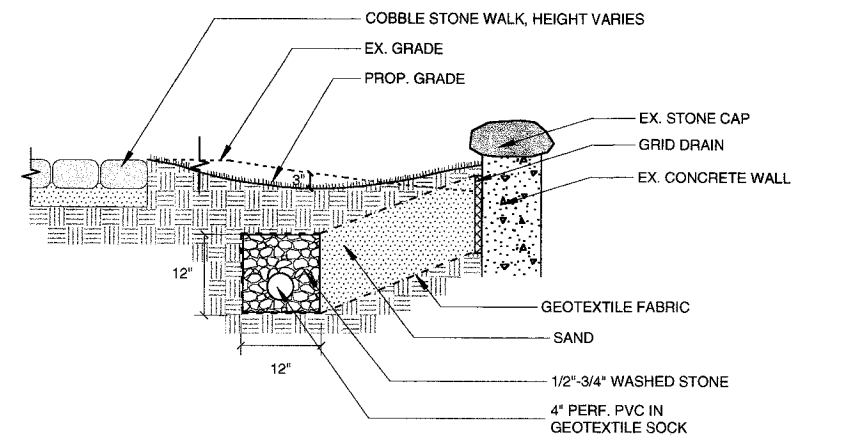 COBBLE STONE WALK, HEIGHT VARIES
EX. GRADE
PROP. GRADE
EX. STONE CAP
GRID DRAIN
EX. CONCRETE WALL
3"
12"
12"
GEOTEXTILE FABRIC
SAND
1/2"-3/4" WASHED STONE
4" PERF. PVC IN
GEOTEXTILE SOCK